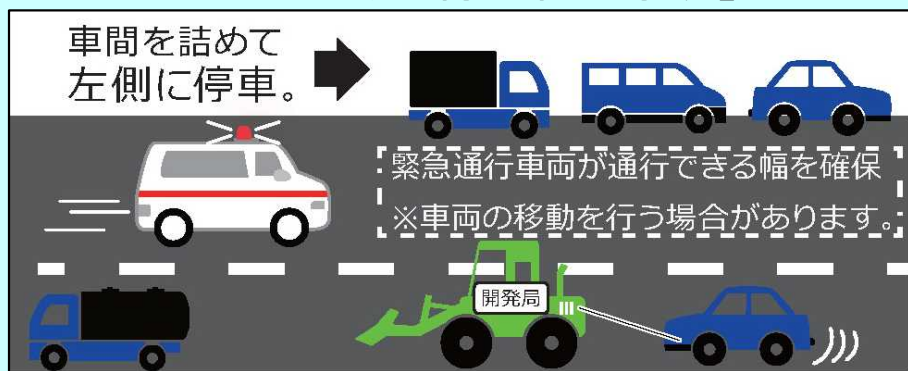 車間を詰めて
左側に停車。
緊急通行車両が通行できる幅を確保
※車両の移動を行う場合があります。
開発局